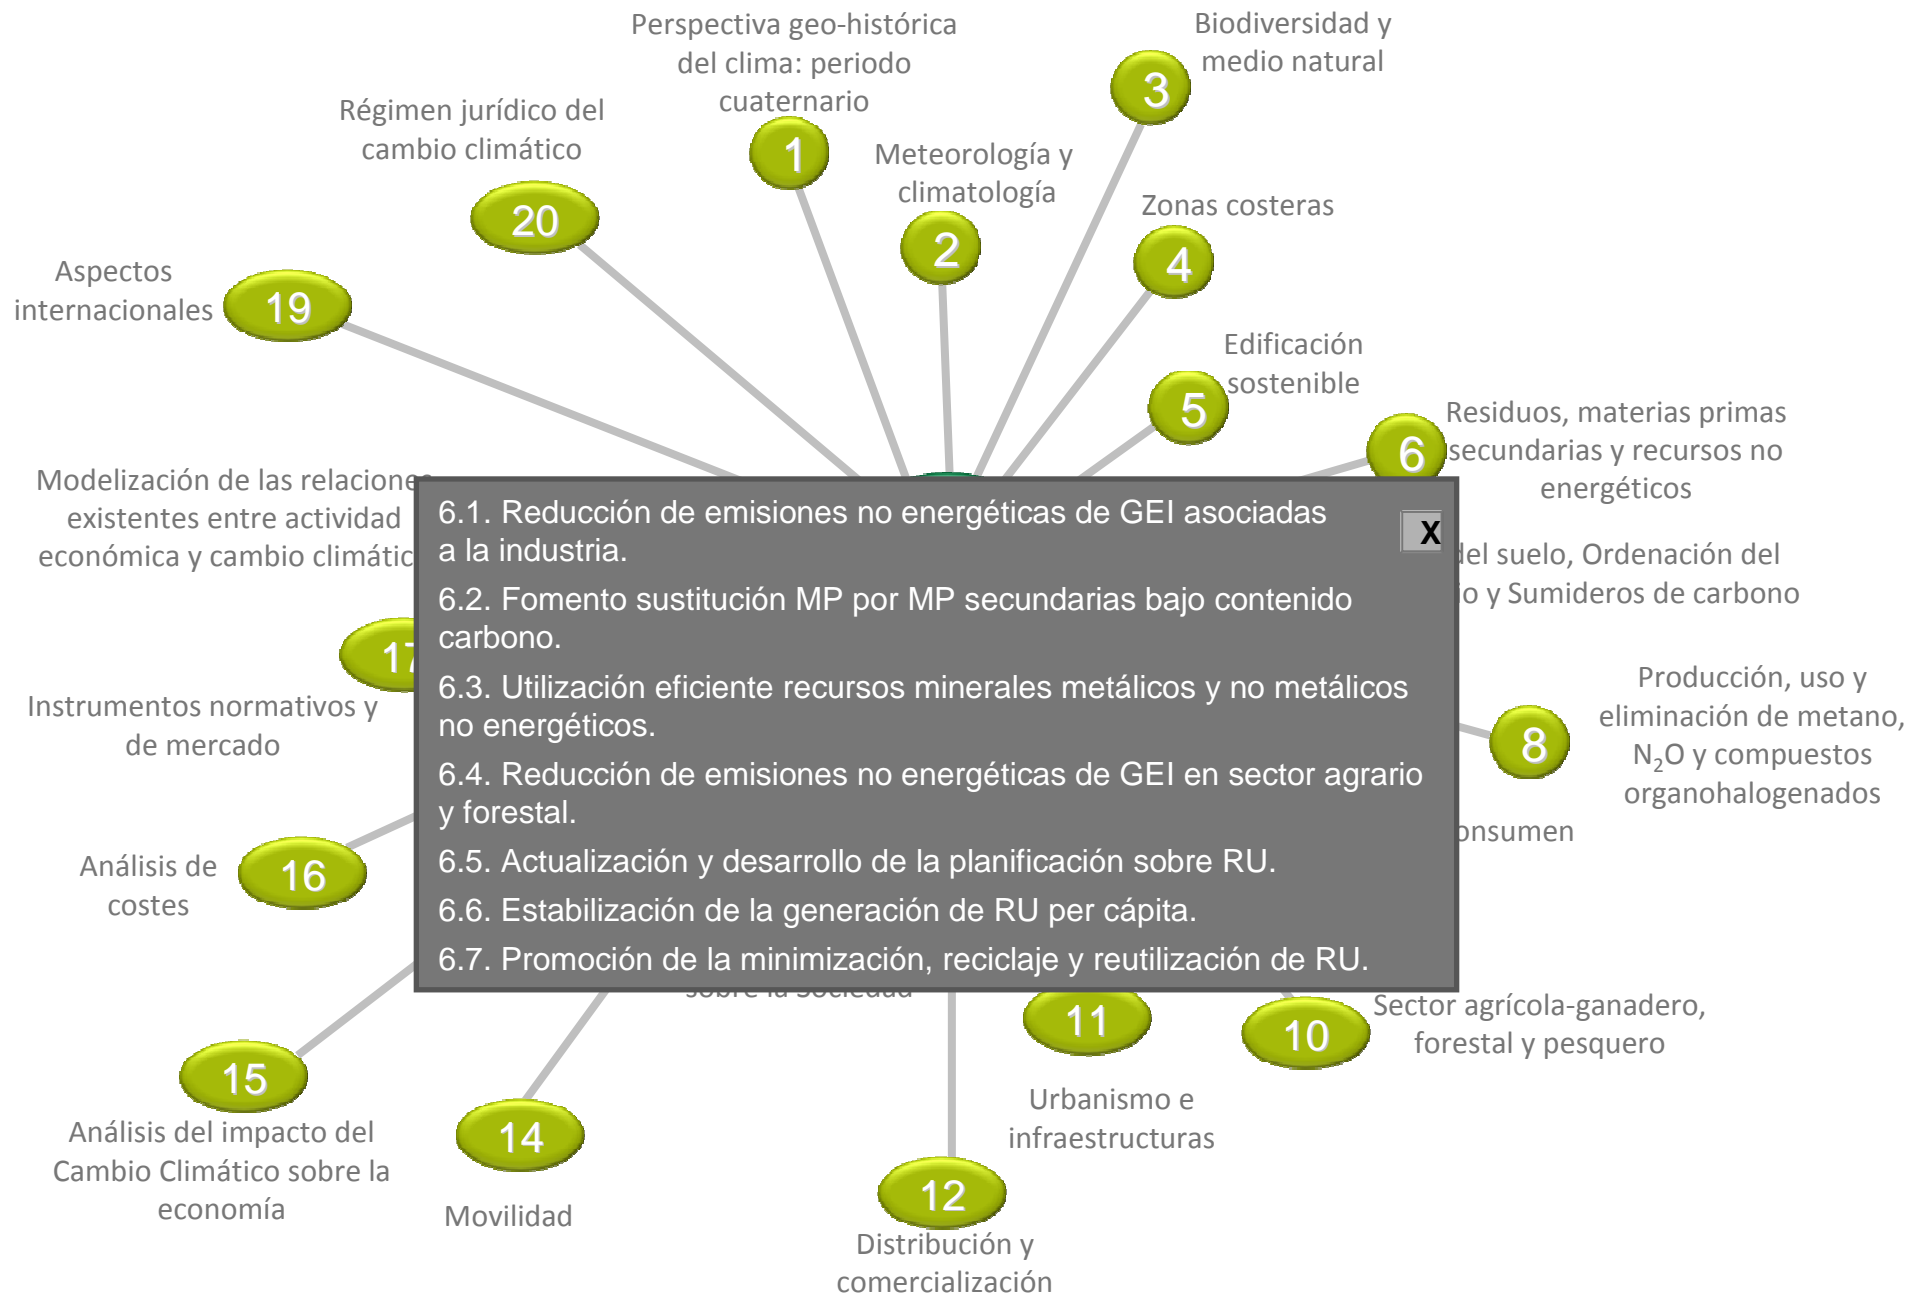 Perspectiva geo-histórica
del clima: periodo
cuaternario
1
Meteorología y
climatología
2
Biodiversidad y
medio natural
3
Zonas costeras
4
Edificación
sostenible
5
Residuos, materias primas
secundarias y recursos no
energéticos
6
Régimen jurídico del
cambio climático
20
Aspectos
internacionales
19
Modelización de las relaciones
existentes entre actividad
económica y cambio
17
Instrumentos normativos y
de mercado
6.1. Reducción de emisiones no energéticas de GEI asociadas
a la industria.
X
6.2. Fomento sustitución MP por MP secundarias bajo contenido
carbono.
6.3. Utilización eficiente recursos minerales metálicos y no metálicos
no energéticos.
6.4. Reducción de emisiones no energéticas de GEI en sector agrario
y forestal.
6.5. Actualización y desarrollo de la planificación sobre RU.
6.6. Estabilización de la generación de RU per cápita.
6.7. Promoción de la minimización, reciclaje y reutilización de RU.
del suelo, Ordenación del
y Sumideros de carbono
8
Producción, uso y
eliminación de metano,
N₂O y compuestos
organohalogenados
16
Análisis de
costes
sobre la Sociedad
11
Urbanismo e
infraestructuras
10
Sector agrícola-ganadero,
forestal y pesquero
15
Análisis del impacto del
Cambio Climático sobre la
economía
14
Movilidad
12
Distribución y
comercialización